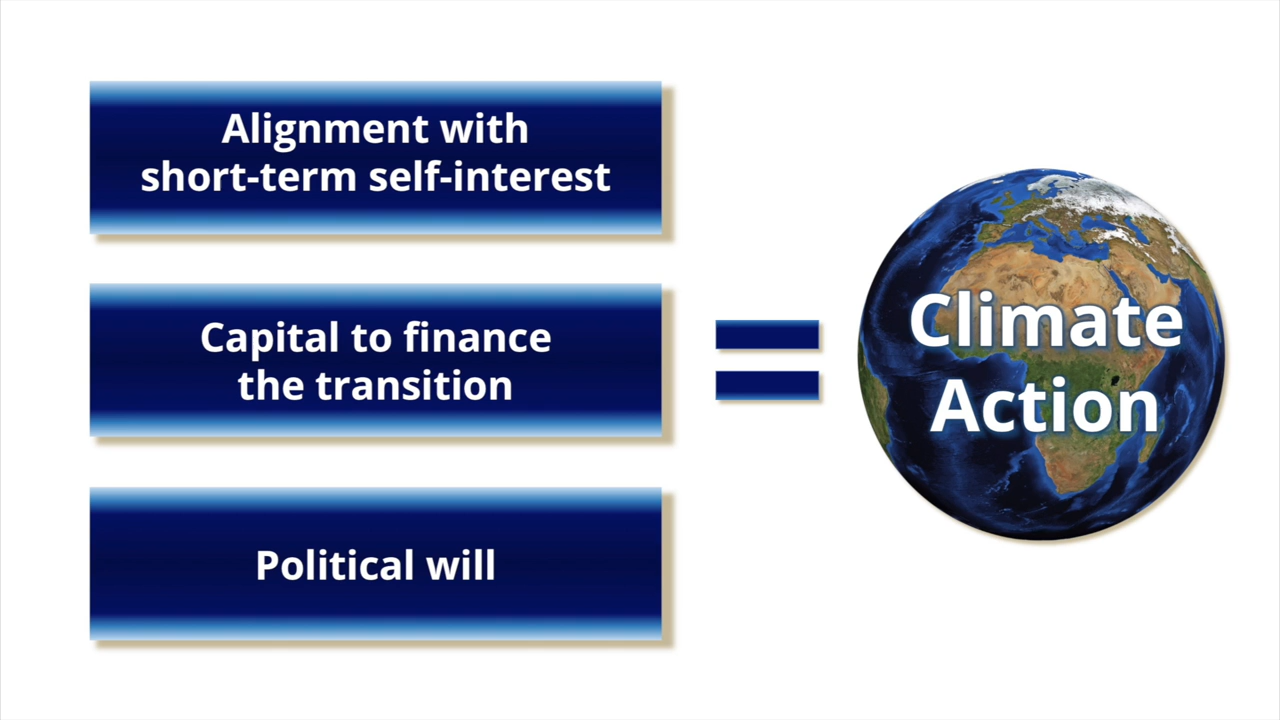 Alignment with
short-term self-interest
Capital to finance
the transition
Political will
Climate
Action